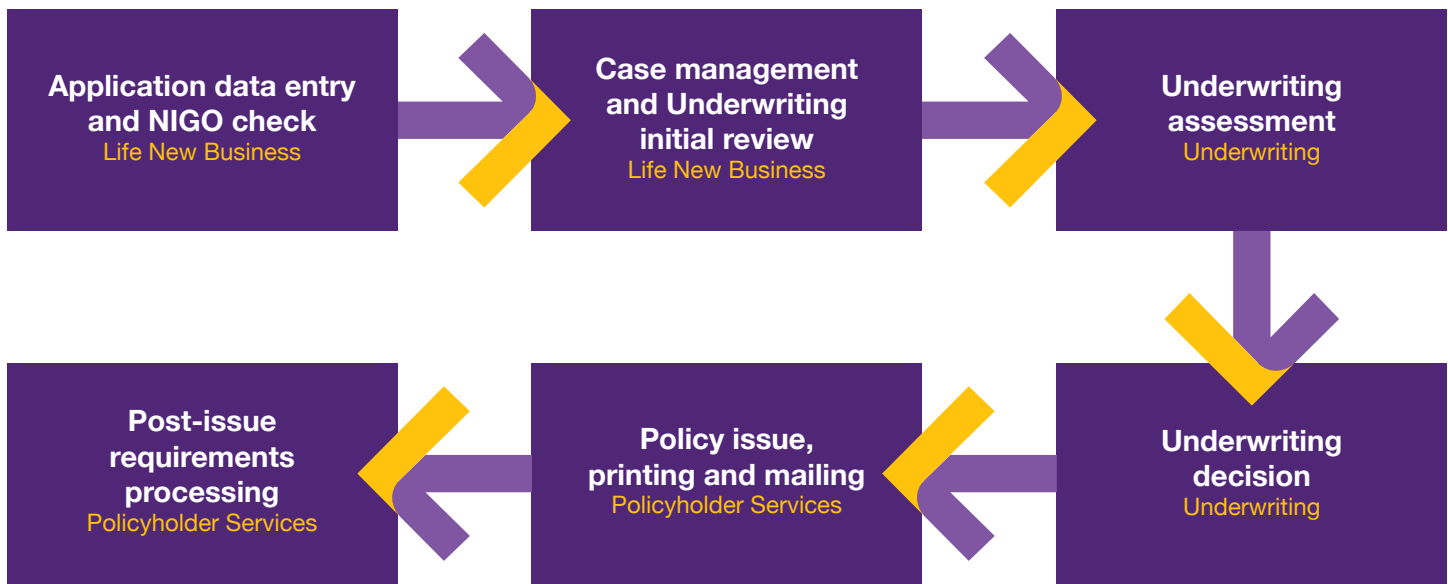 Application data entry
and NIGO check
Life New Business
Case management
and Underwriting
initial review
Life New Business
Underwriting
assessment
Underwriting
Underwriting
decision
Underwriting
Policy issue,
printing and mailing
Policyholder Services
Post-issue
requirements
processing
Policyholder Services